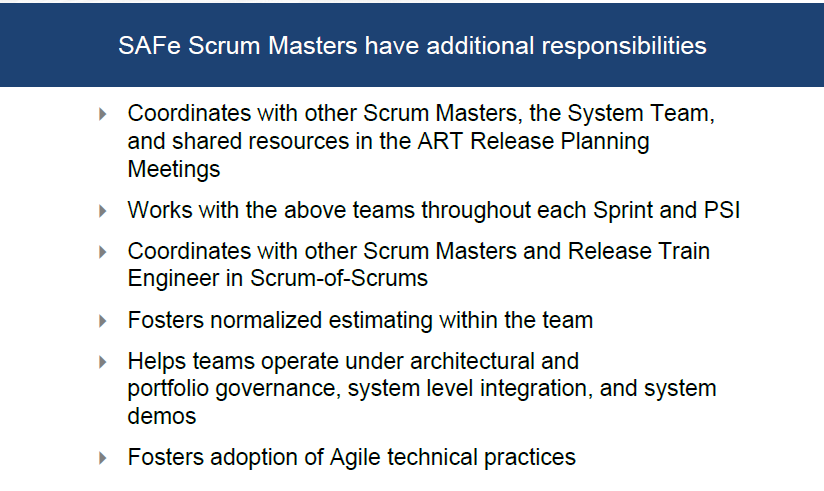 SAFe Scrum Masters have additional responsibilities
Coordinates with other Scrum Masters, the System Team,
and shared resources in the ART Release Planning
Meetings
Works with the above teams throughout each Sprint and PSI
Coordinates with other Scrum Masters and Release Train
Engineer in Scrum-of-Scrums
Fosters normalized estimating within the team
Helps teams operate under architectural and
portfolio governance, system level integration, and system
demos
Fosters adoption of Agile technical practices